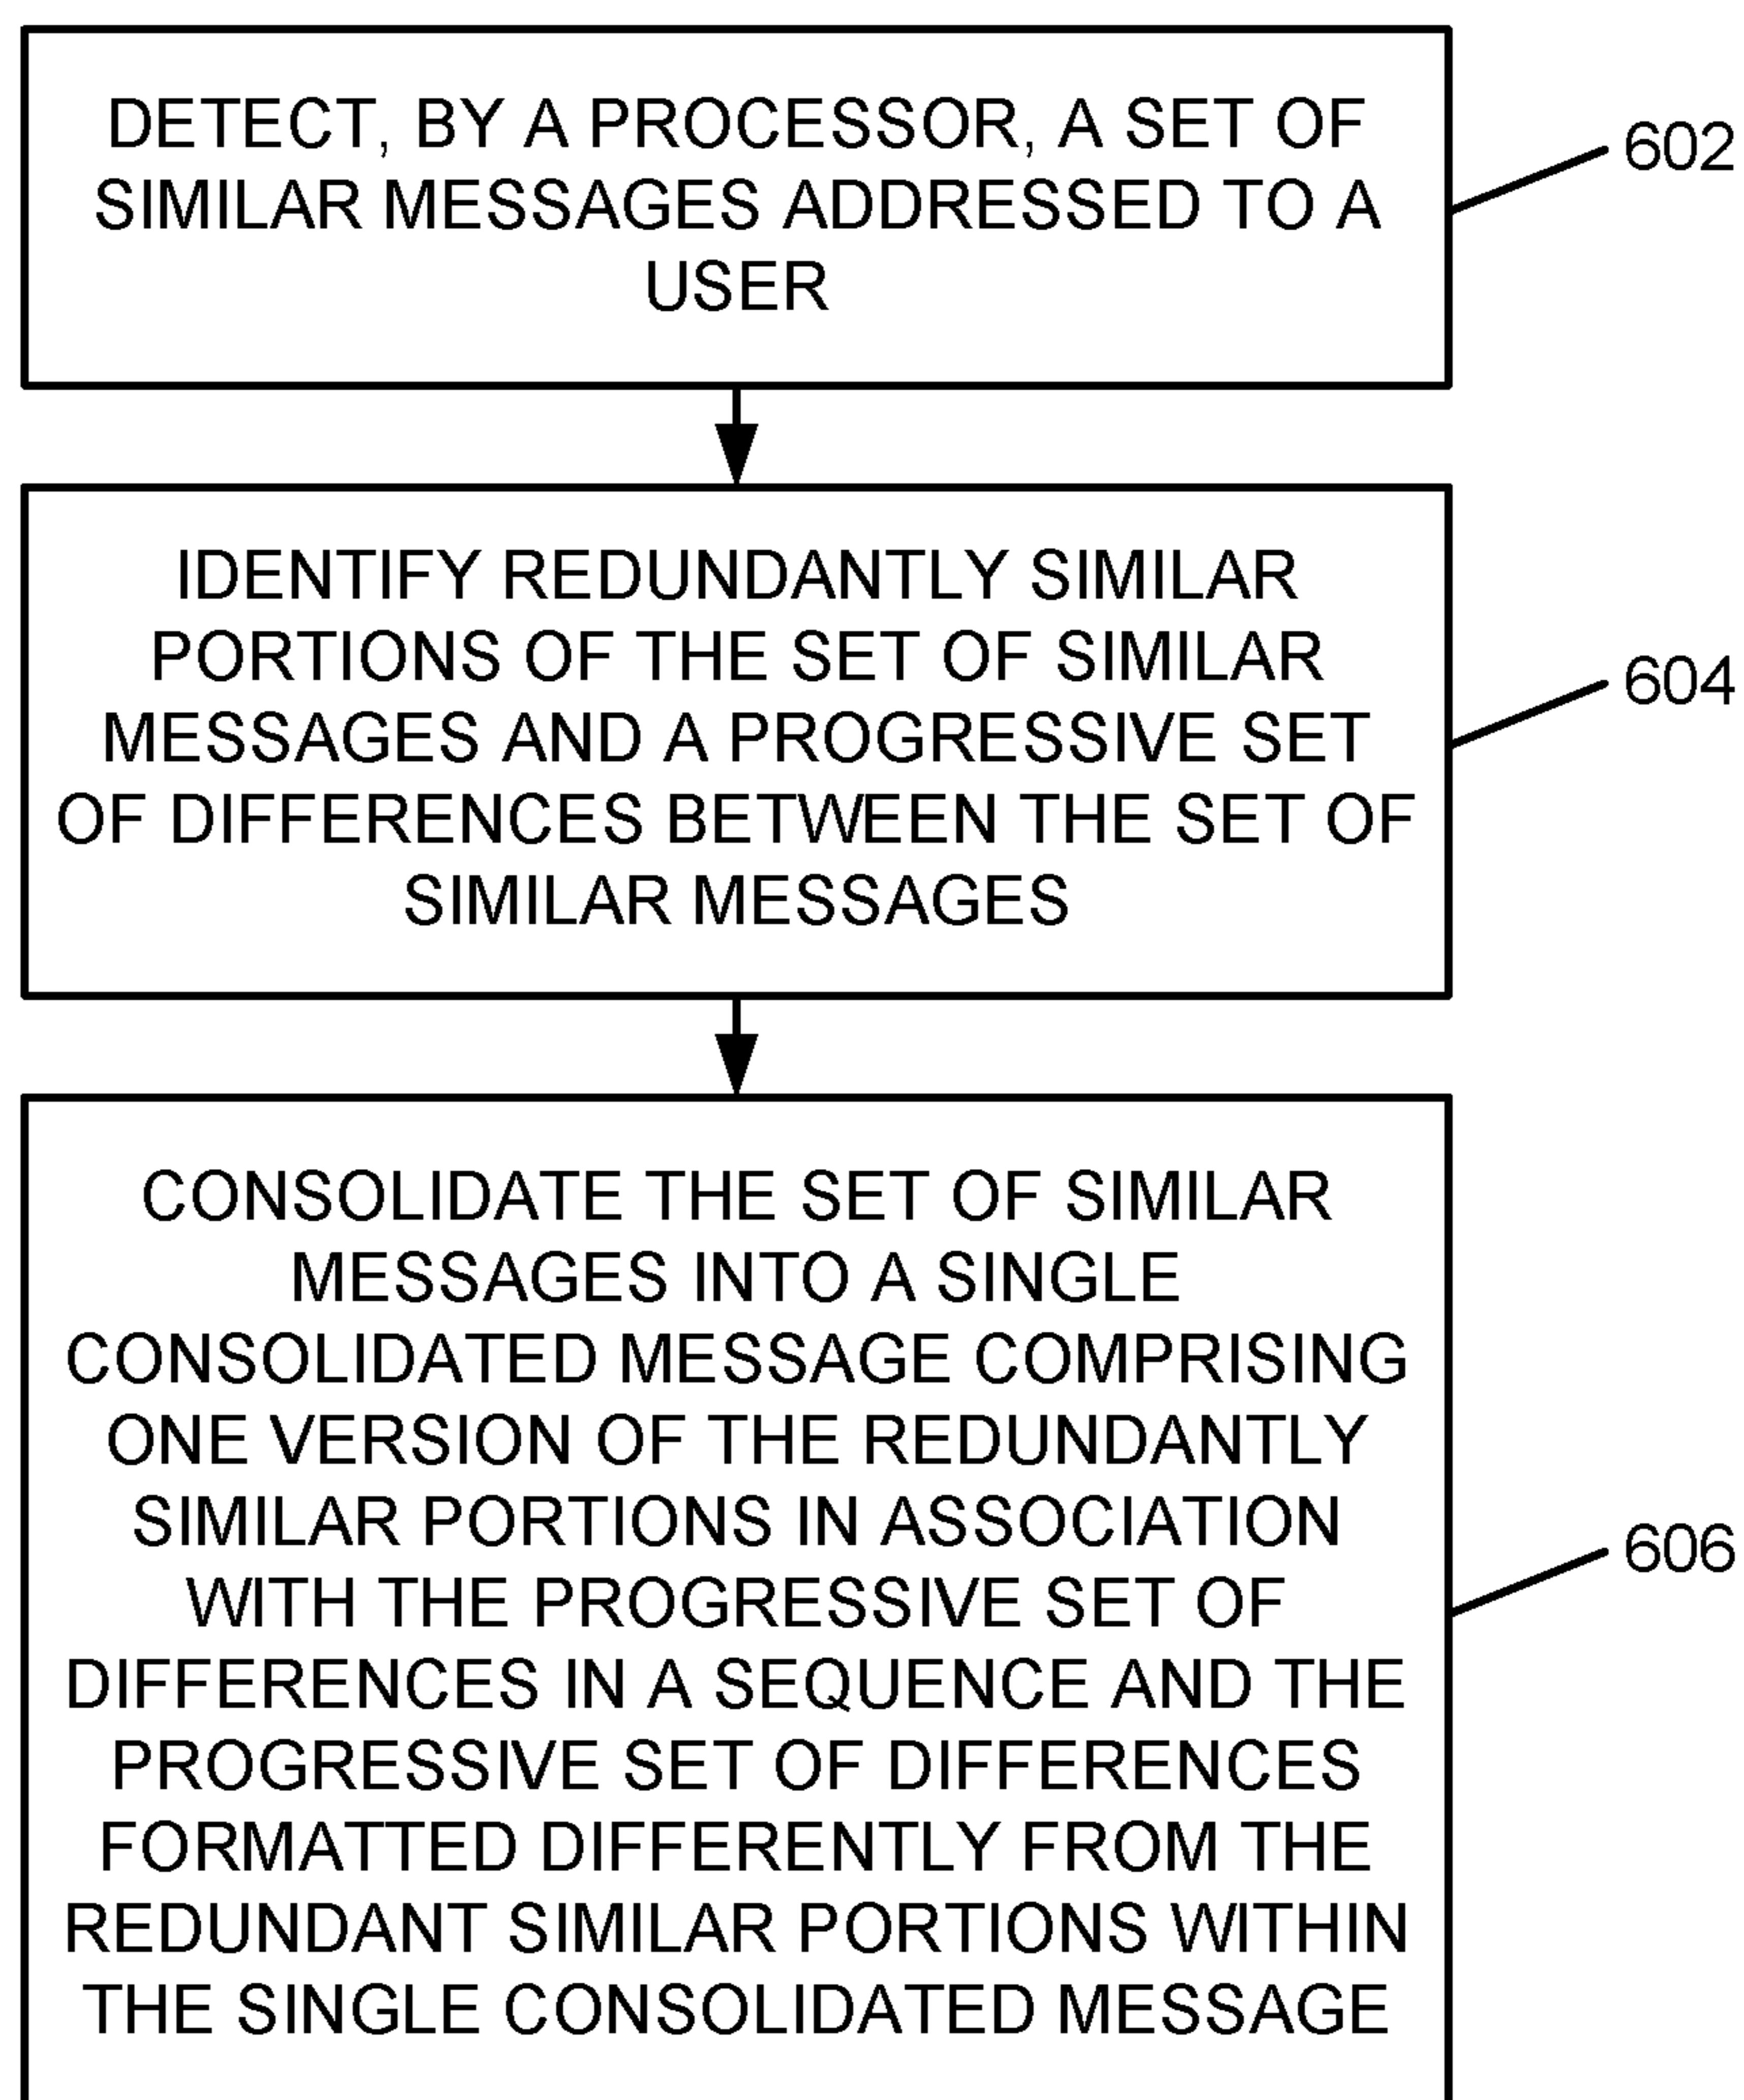 DETECT, BY A PROCESSOR, A SET OF
SIMILAR MESSAGES ADDRESSED TO A
USER
602
IDENTIFY REDUNDANTLY SIMILAR
PORTIONS OF THE SET OF SIMILAR
MESSAGES AND A PROGRESSIVE SET
OF DIFFERENCES BETWEEN THE SET OF
SIMILAR MESSAGES
604
CONSOLIDATE THE SET OF SIMILAR
MESSAGES INTO A SINGLE
CONSOLIDATED MESSAGE COMPRISING
ONE VERSION OF THE REDUNDANTLY
SIMILAR PORTIONS IN ASSOCIATION
WITH THE PROGRESSIVE SET OF
DIFFERENCES IN A SEQUENCE AND THE
PROGRESSIVE SET OF DIFFERENCES
FORMATTED DIFFERENTLY FROM THE
REDUNDANT SIMILAR PORTIONS WITHIN
THE SINGLE CONSOLIDATED MESSAGE
606